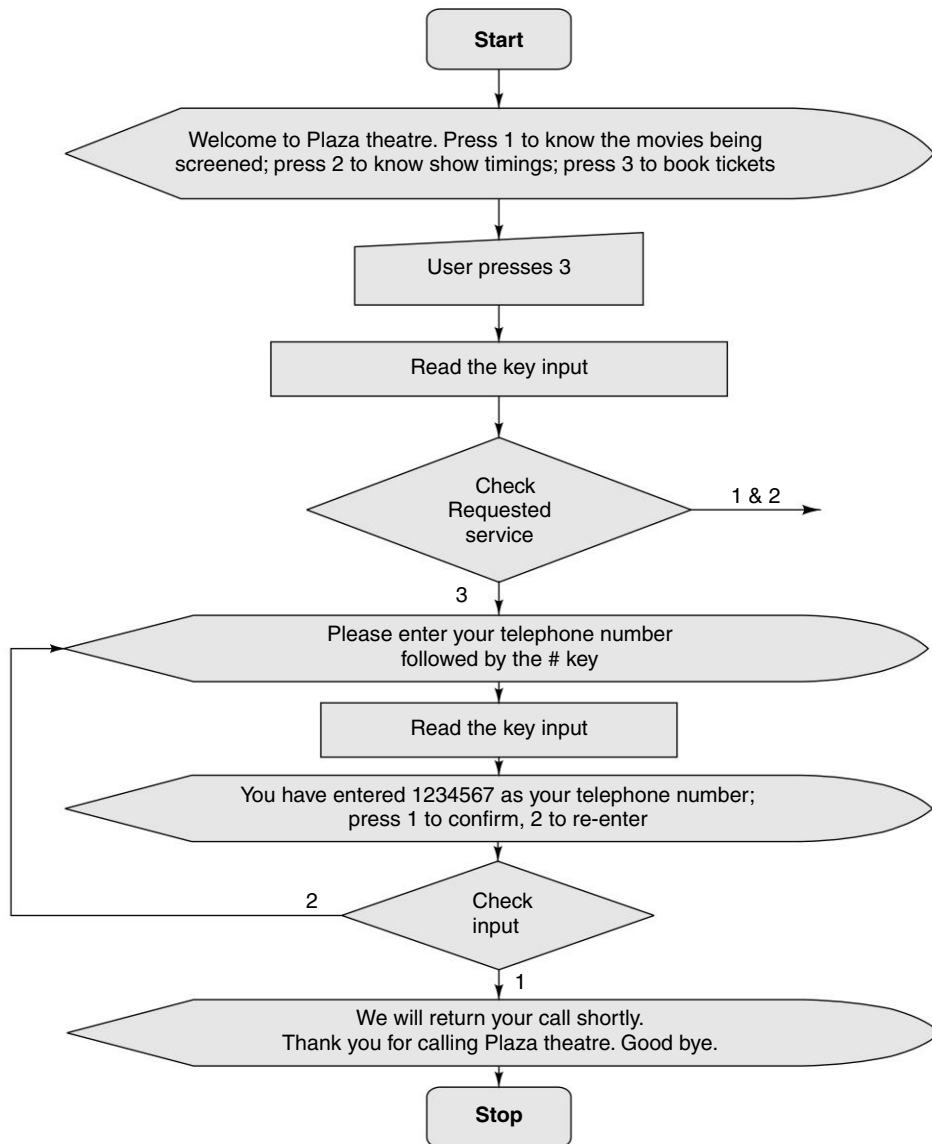 Start
Welcome to Plaza theatre. Press 1 to know the movies being
screened; press 2 to know show timings; press 3 to book tickets
User presses 3
Read the key input
Check
Requested
service
1 & 2
3
Please enter your telephone number
followed by the # key
Read the key input
You have entered 1234567 as your telephone number;
press 1 to confirm, 2 to re-enter
2
Check
input
1
We will return your call shortly.
Thank you for calling Plaza theatre. Good bye.
Stop